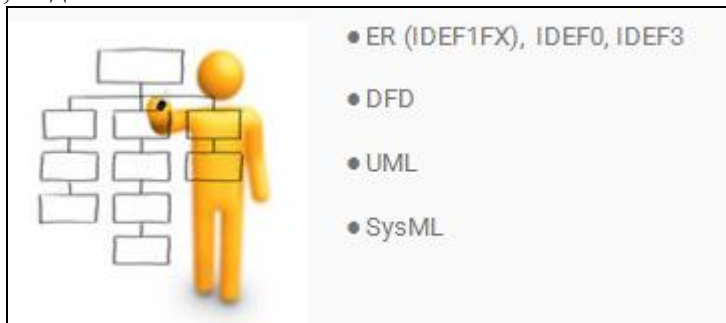 ● ER (IDEF1FX), IDEF0, IDEF3
● DFD
● UML
● SysML